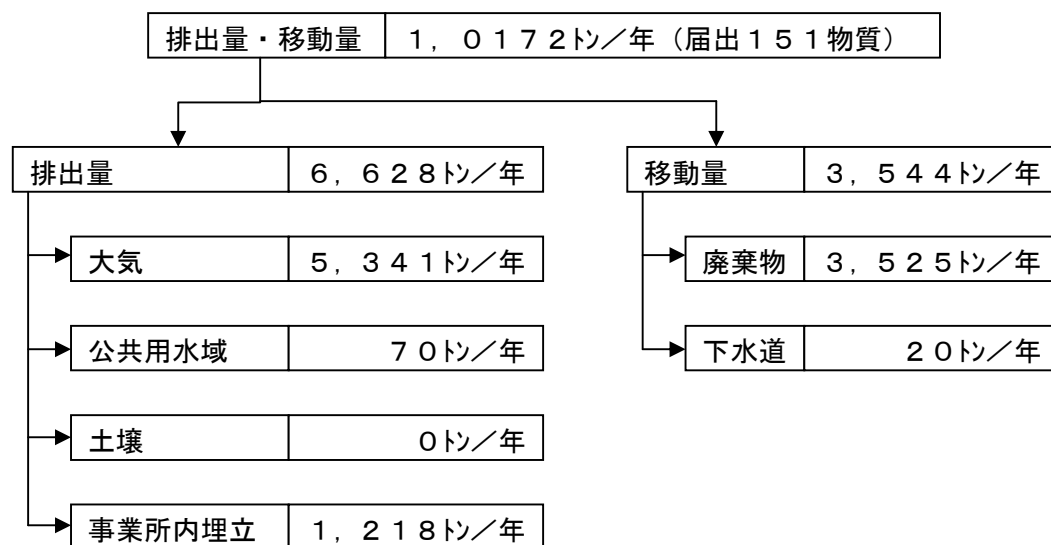 排出量・移動量 １，０１７２㌧／年（届出１５１物質）
排出量 ６，６２８㌧／年
移動量 ３，５４４㌧／年
大気 ５，３４１㌧／年
廃棄物 ３，５２５㌧／年
公共用水域 ７０㌧／年
下水道 ２０㌧／年
土壌 ０㌧／年
事業所内埋立 １，２１８㌧／年